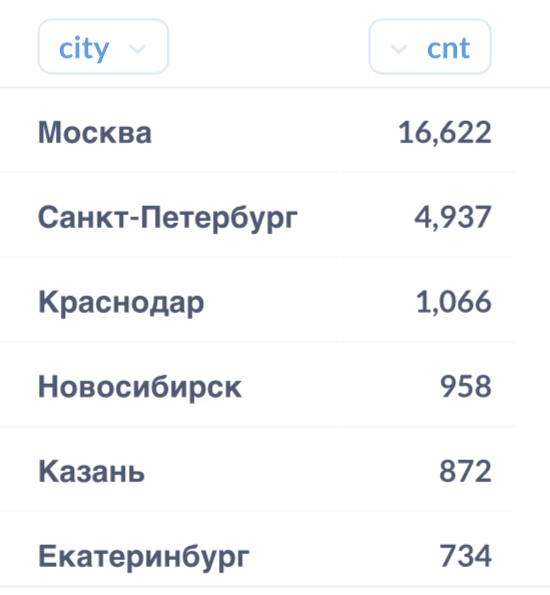 city cnt
Москва 16,622
Санкт-Петербург 4,937
Краснодар 1,066
Новосибирск 958
Казань 872
Екатеринбург 734